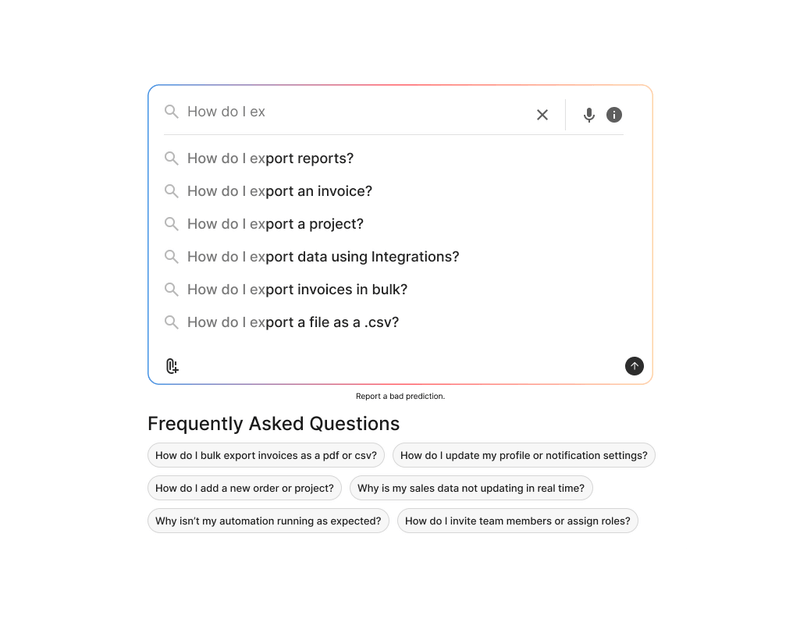 How do I ex
How do I export reports?
How do I export an invoice?
How do I export a project?
How do I export data using Integrations?
How do I export invoices in bulk?
How do I export a file as a .csv?
Report a bad prediction.
Frequently Asked Questions
How do I bulk export invoices as a pdf or csv? How do I update my profile or notification settings?
How do I add a new order or project? Why is my sales data not updating in real time?
Why isn’t my automation running as expected? How do I invite team members or assign roles?